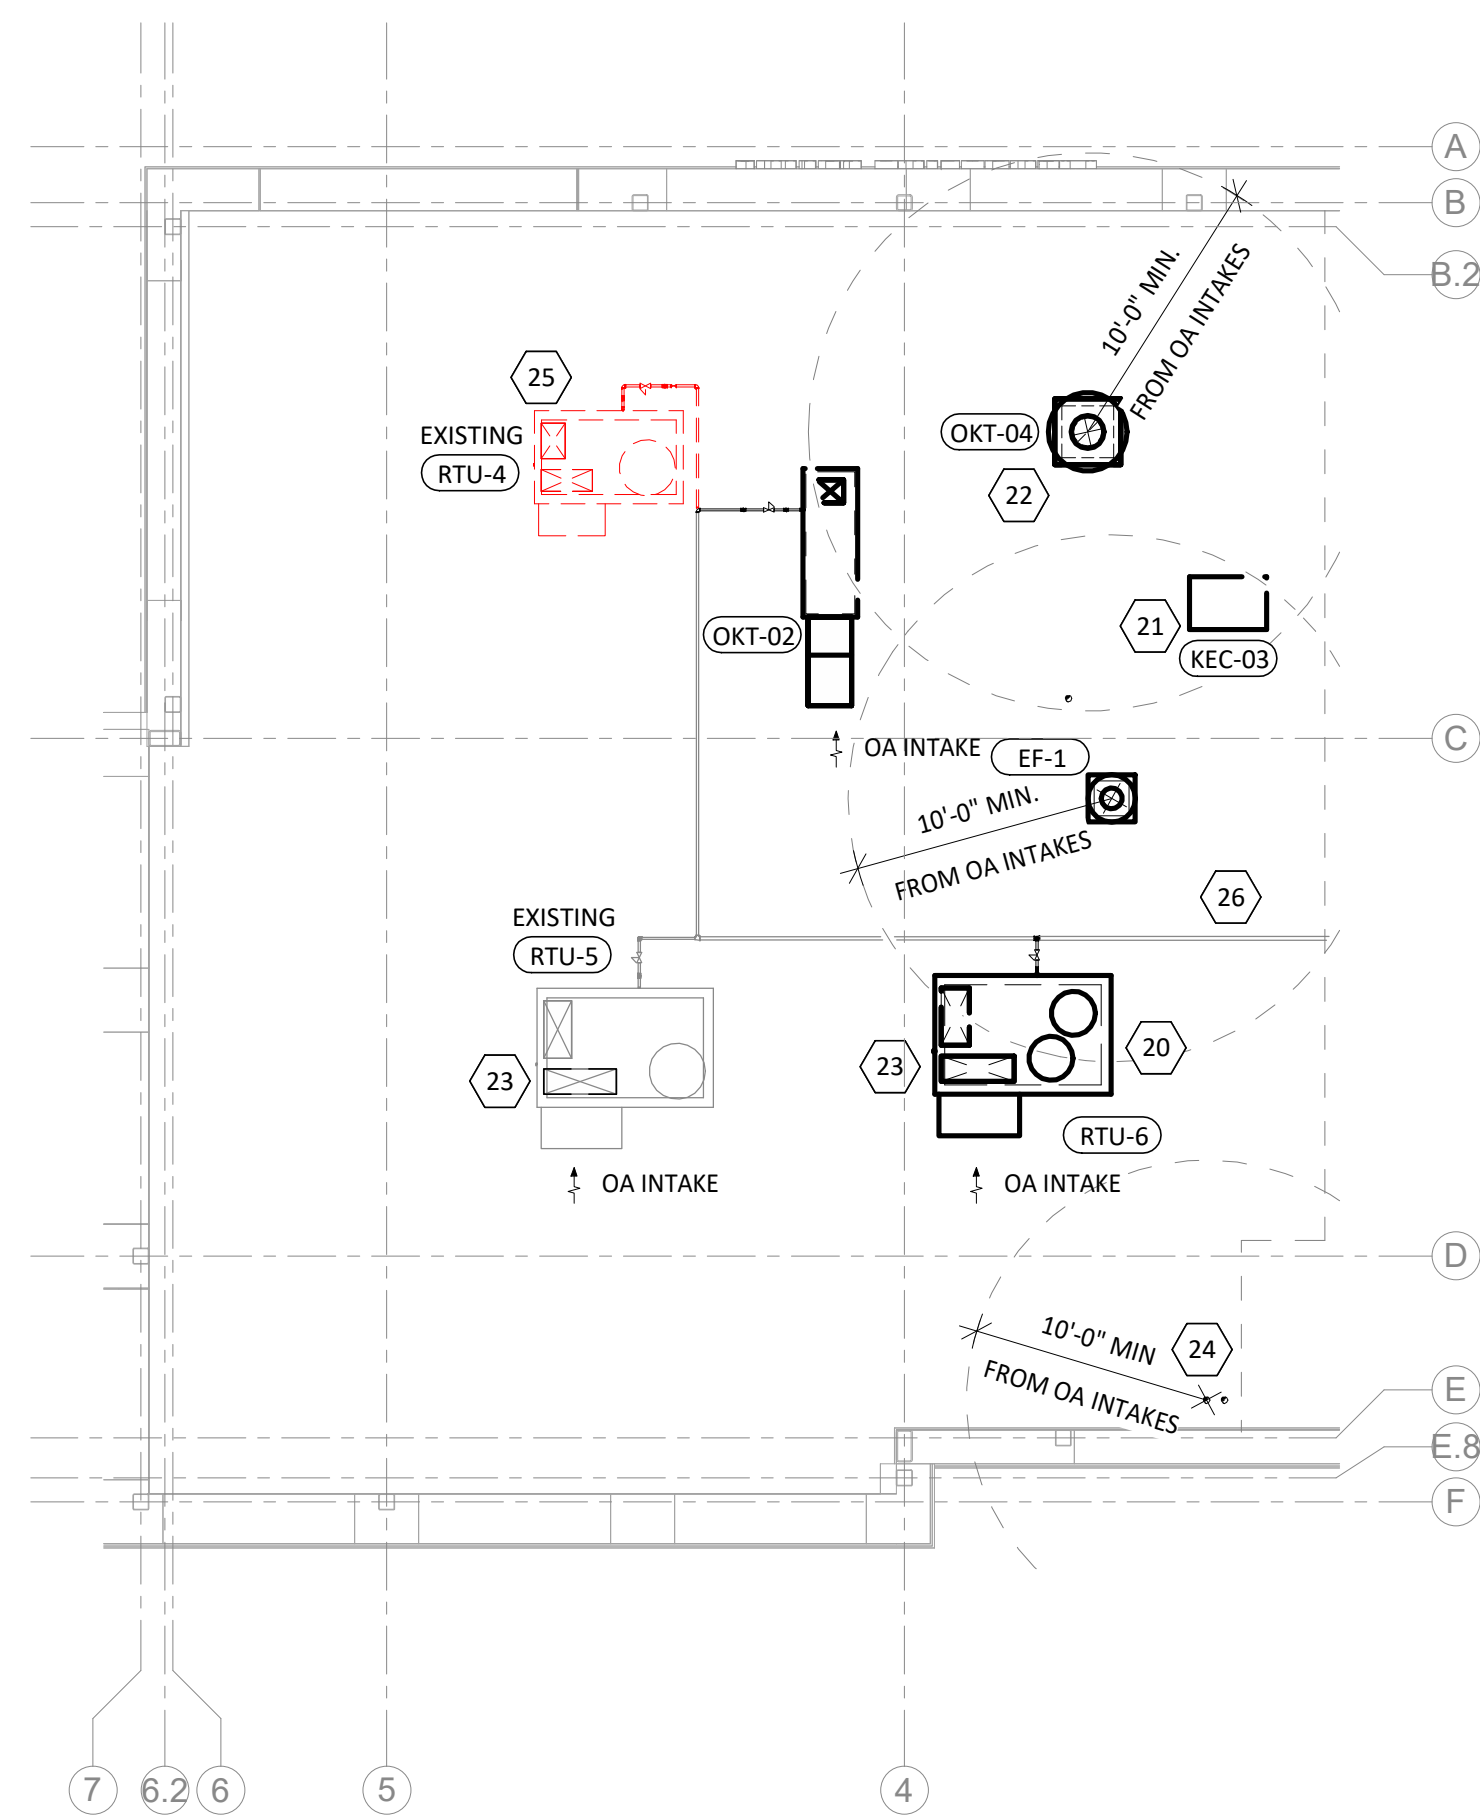 A
B
B.2
10'-0" MIN.
FROM OA INTAKES
25
EXISTING
RTU-4
OKT-04
22
21
OKT-02
KEC-03
C
OA INTAKE
EF-1
10'-0" MIN.
FROM OA INTAKES
26
EXISTING
RTU-5
23
23
20
RTU-6
OA INTAKE
OA INTAKE
D
10'-0" MIN
24
FROM OA INTAKES
E
E.8
F
7
6.2
6
5
4